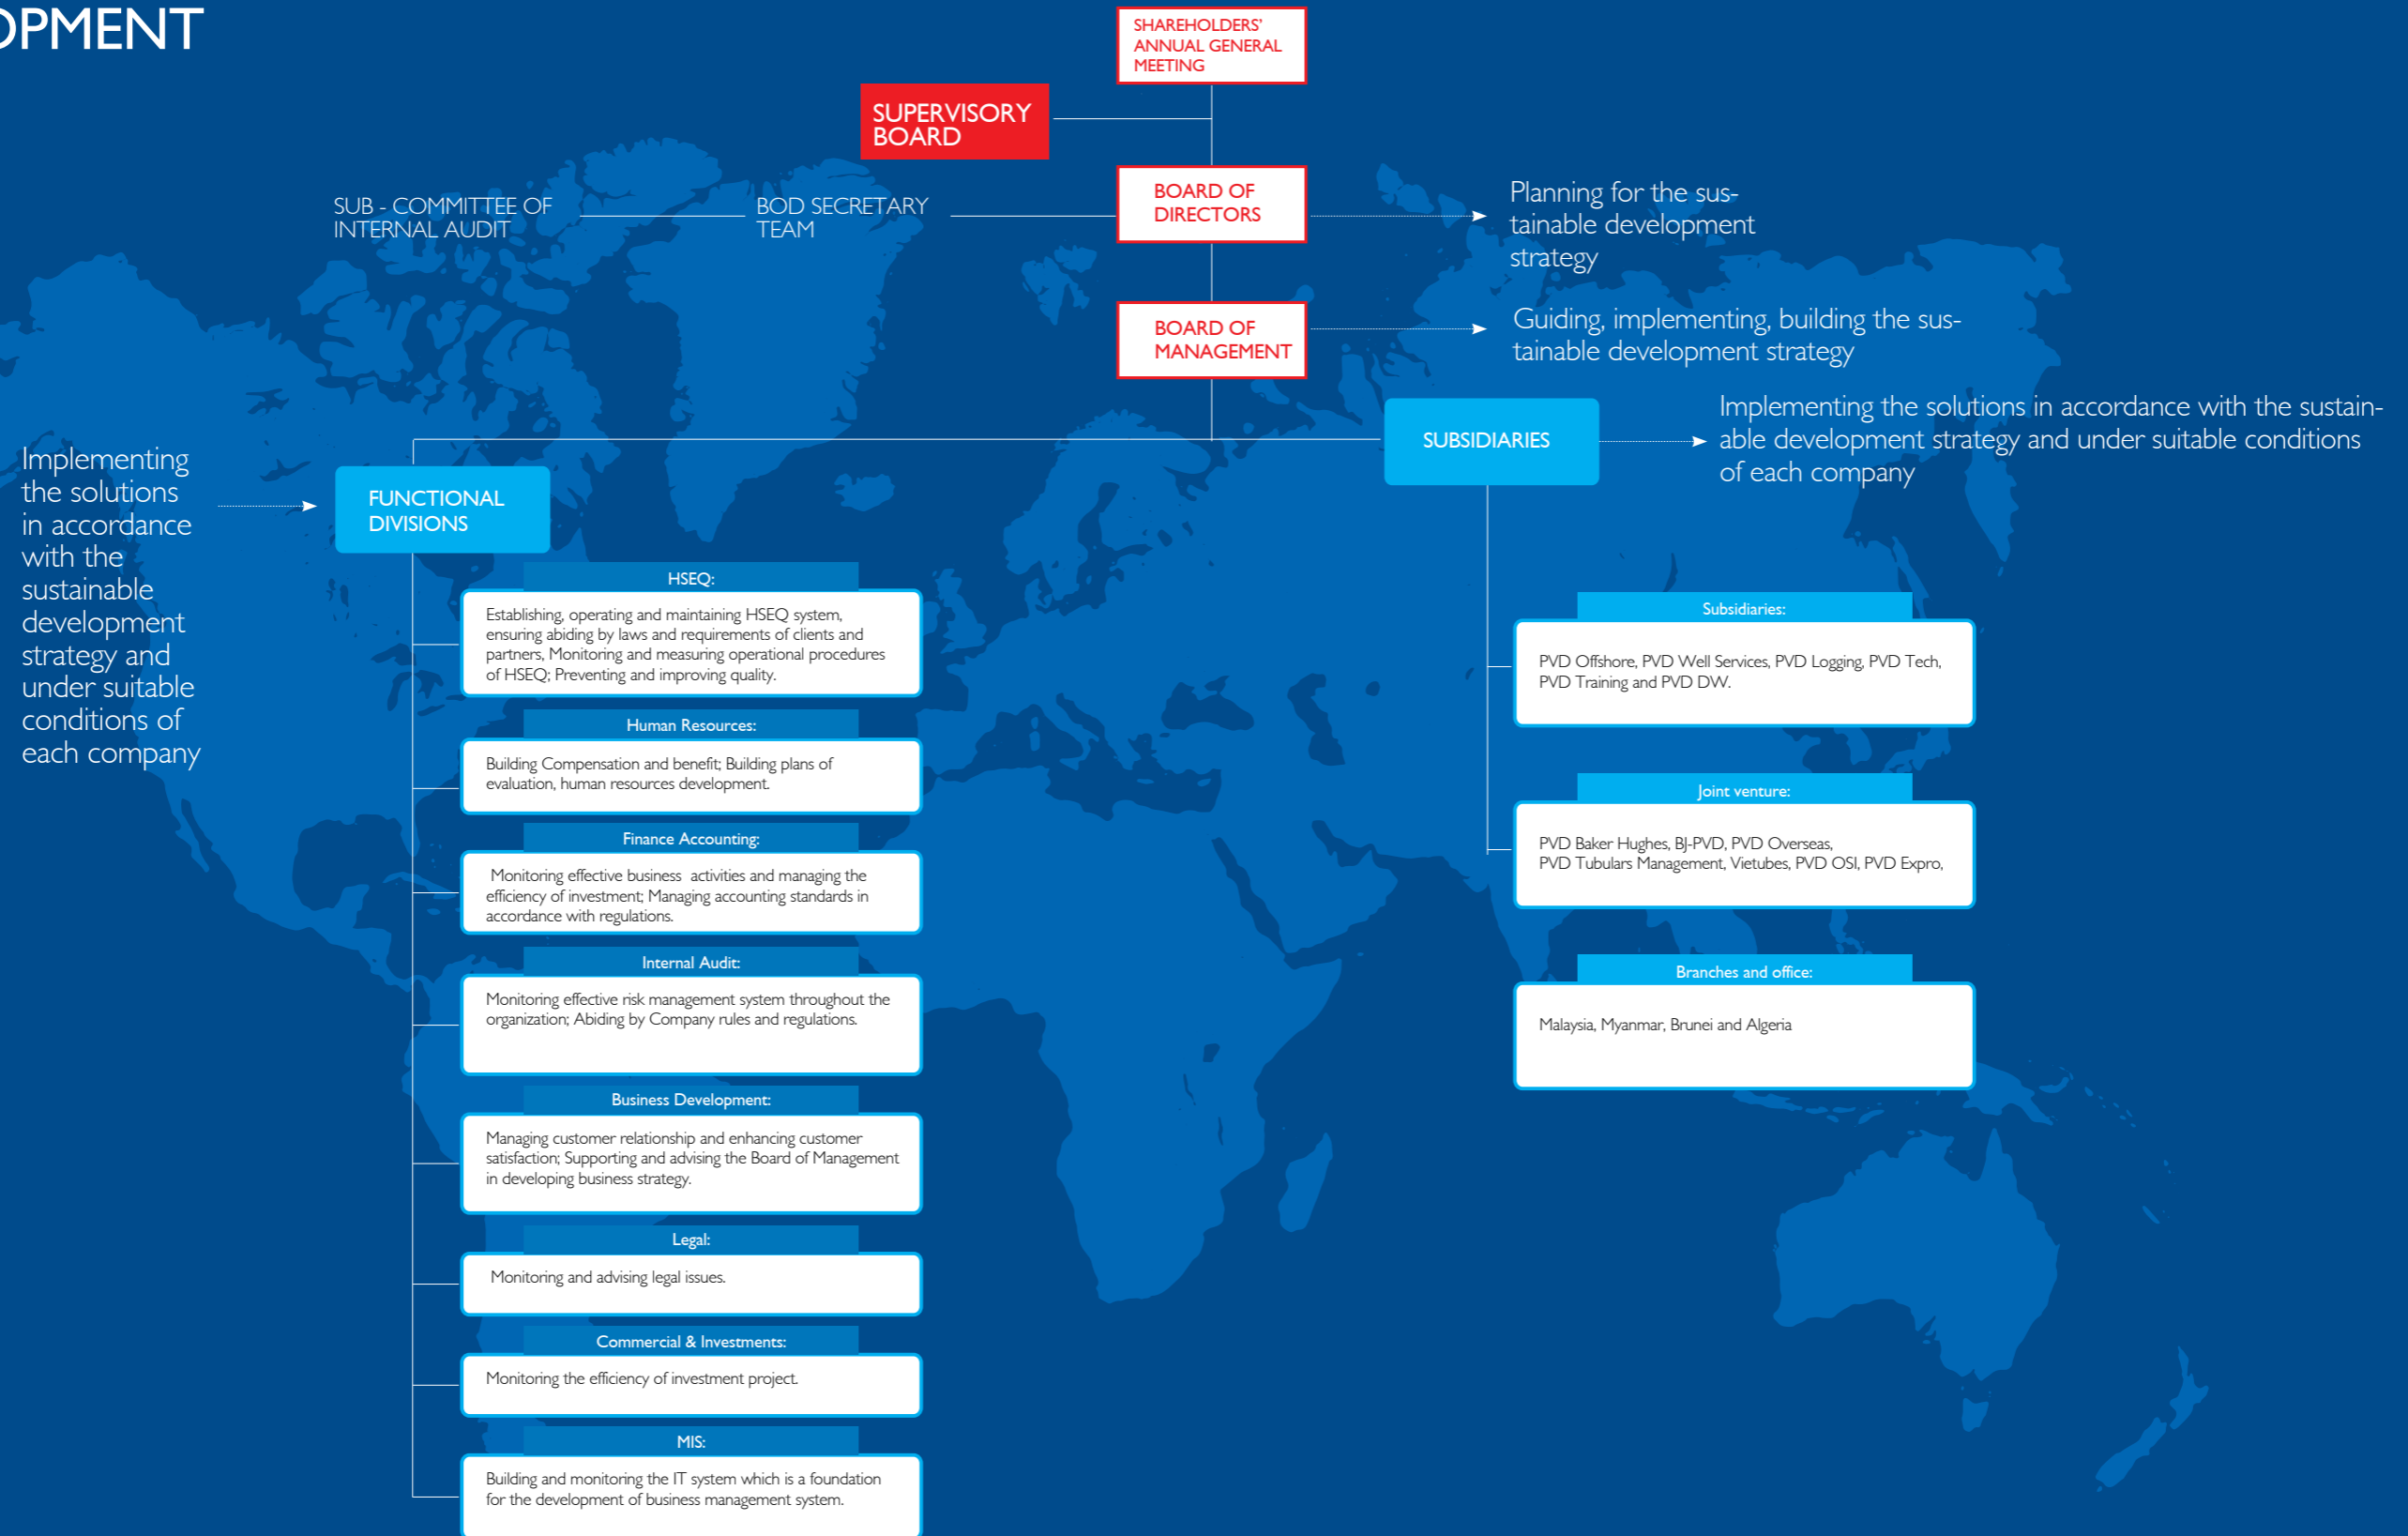 OPMENT
SHAREHOLDERS'
ANNUAL GENERAL
MEETING
SUPERVISORY
BOARD
SUB - COMMITTEE OF
INTERNAL AUDIT
BOD SECRETARY
TEAM
BOARD OF
DIRECTORS
Planning for the sus-
tainable development
strategy
BOARD OF
MANAGEMENT
Guiding, implementing, building the sus-
tainable development strategy
SUBSIDIARIES
Implementing the solutions in accordance with the sustain-
able development strategy and under suitable conditions
of each company
Implementing
the solutions
in accordance
with the
sustainable
development
strategy and
under suitable
conditions of
each company
FUNCTIONAL
DIVISIONS
HSEQ:
Establishing, operating and maintaining HSEQ system,
ensuring abiding by laws and requirements of clients and
partners, Monitoring and measuring operational procedures
of HSEQ; Preventing and improving quality.
Human Resources:
Building Compensation and benefit; Building plans of
evaluation, human resources development.
Finance Accounting:
Monitoring effective business activities and managing the
efficiency of investment; Managing accounting standards in
accordance with regulations.
Internal Audit:
Monitoring effective risk management system throughout the
organization; Abiding by Company rules and regulations.
Business Development:
Managing customer relationship and enhancing customer
satisfaction; Supporting and advising the Board of Management
in developing business strategy.
Legal:
Monitoring and advising legal issues.
Commercial & Investments:
Monitoring the efficiency of investment project.
MIS:
Building and monitoring the IT system which is a foundation
for the development of business management system.
Subsidiaries:
PVD Offshore, PVD Well Services, PVD Logging, PVD Tech,
PVD Training and PVD DW.
Joint venture:
PVD Baker Hughes, BJ-PVD, PVD Overseas,
PVD Tubulars Management, Vietubes, PVD OSI, PVD Expro,
Branches and office:
Malaysia, Myanmar, Brunei and Algeria